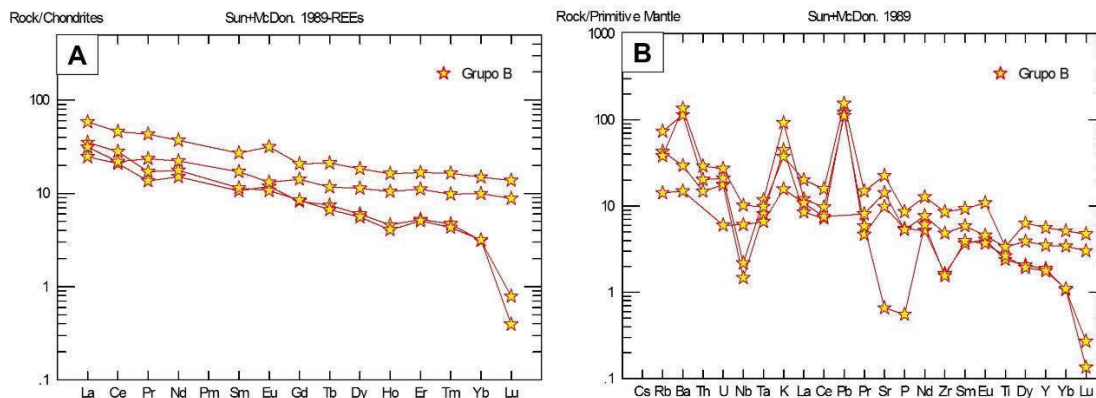 Rock/Chondrites
Sun+McDon. 1989-REEs
A
Grupo B
100
10
1
.1
La Ce Pr Nd Pm Sm Eu Gd Tb Dy Ho Er Tm Yb Lu
Rock/Primitive Mantle
Sun+McDon. 1989
B
Grupo B
1000
100
10
1
.1
Cs Rb Ba Th U Nb Ta K La Ce Pb Pr Sr P Nd Zr Sm Eu Ti Dy Y Yb Lu